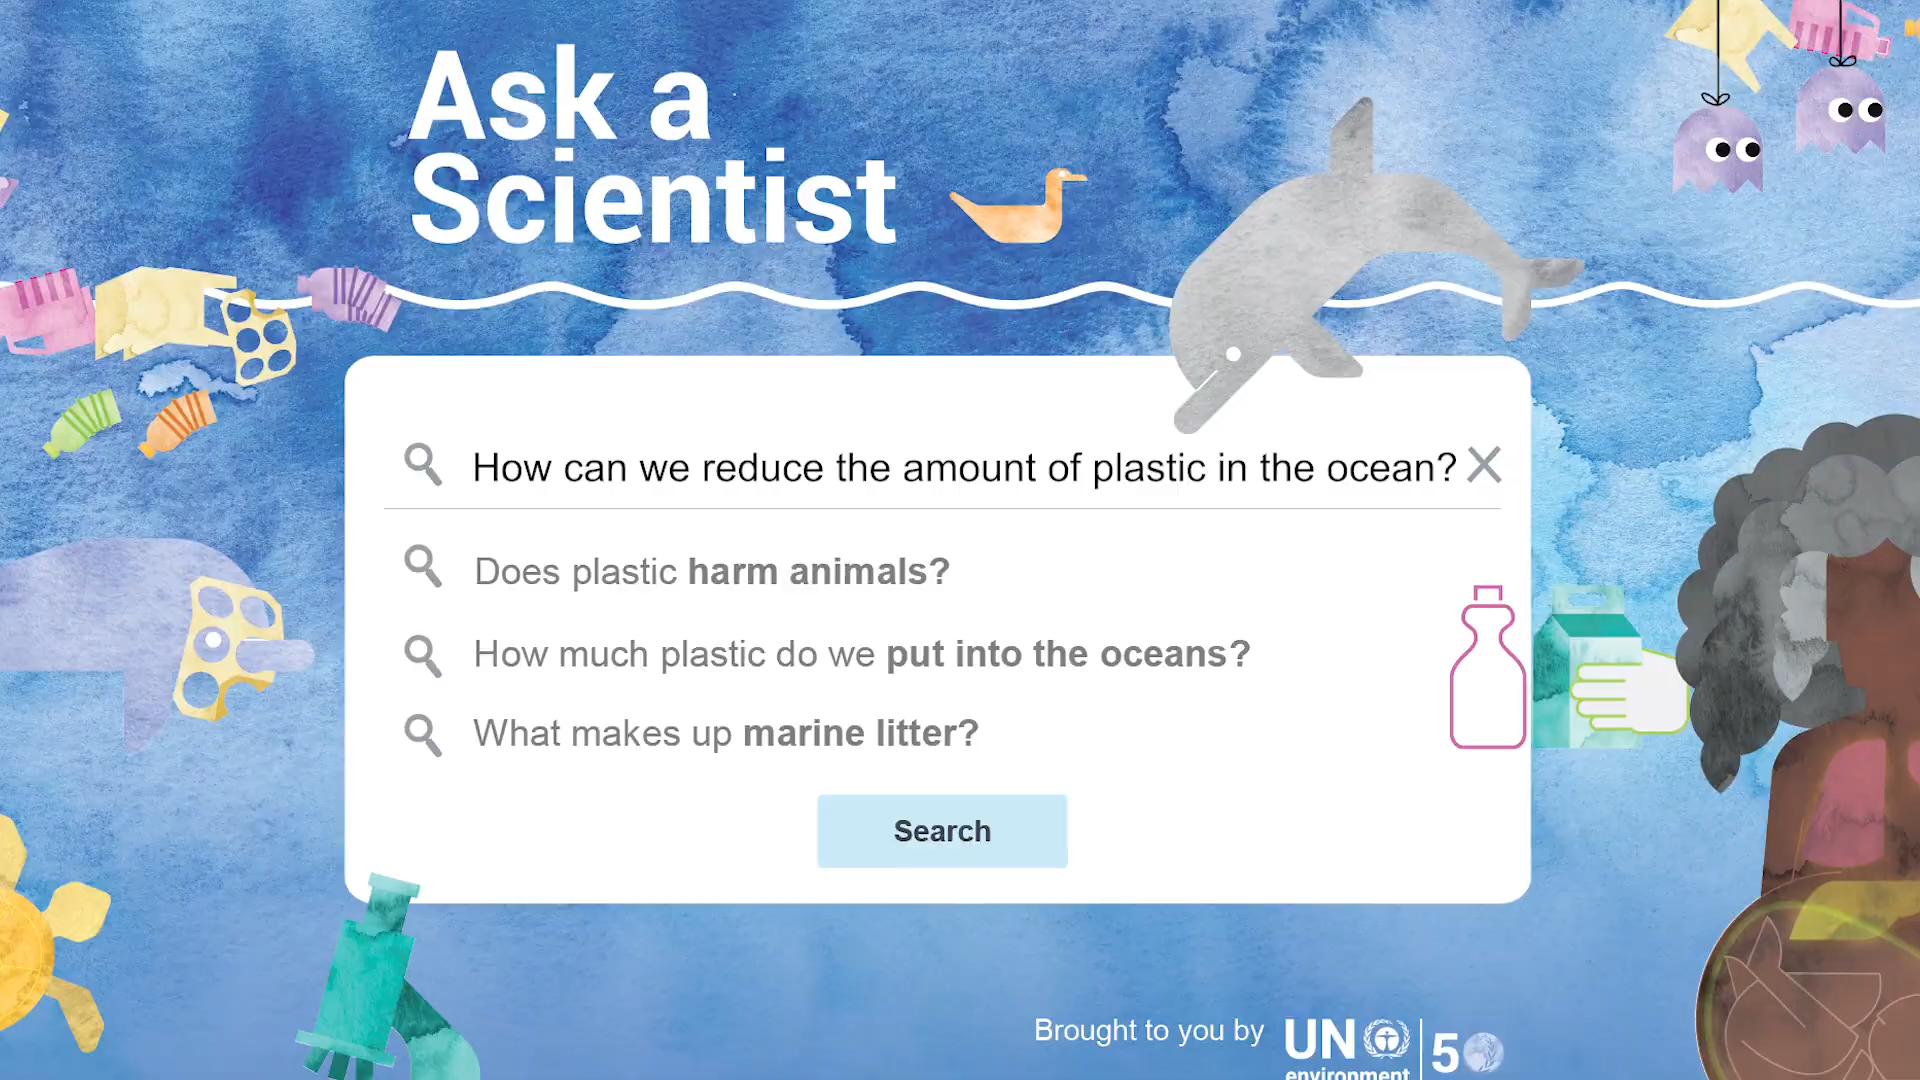 Ask a
Scientist
How can we reduce the amount of plastic in the ocean?
Does plastic harm animals?
How much plastic do we put into the oceans?
What makes up marine litter?
Search
Brought to you by
UN
environment
50